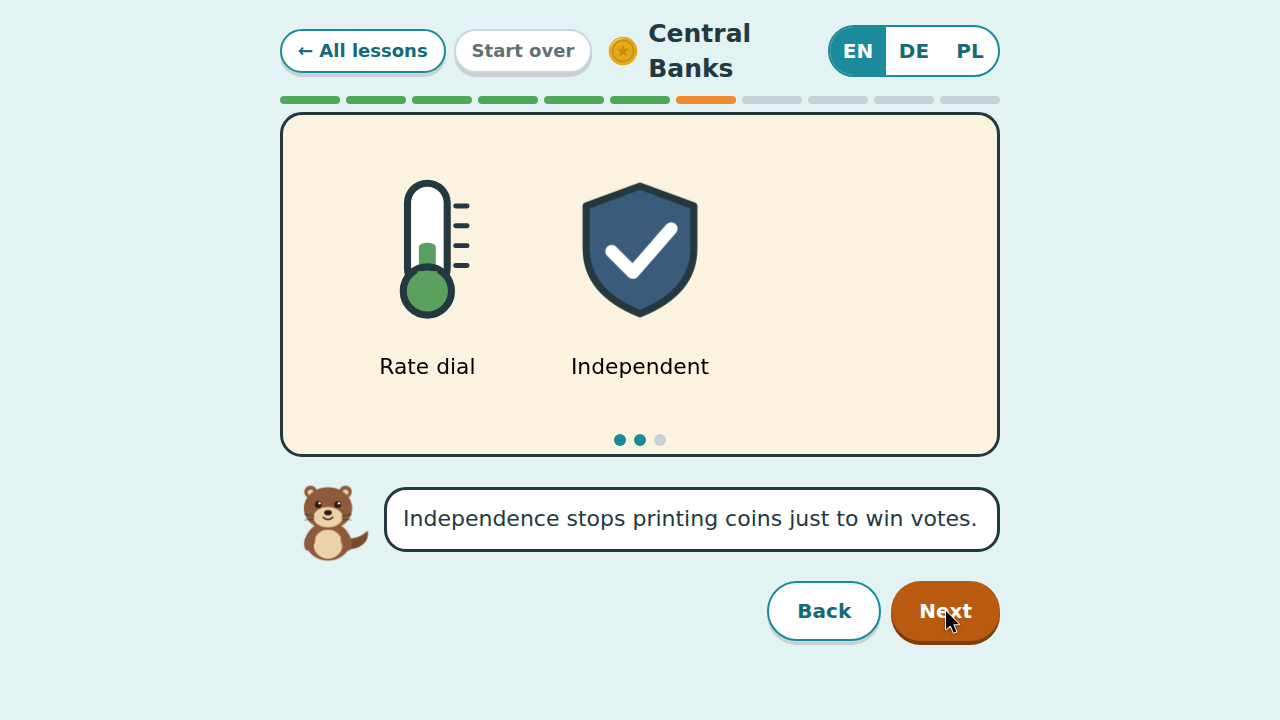 ← All lessons
Start over
Central
Banks
EN
DE
PL
Rate dial
Independent
Independence stops printing coins just to win votes.
Back
Next